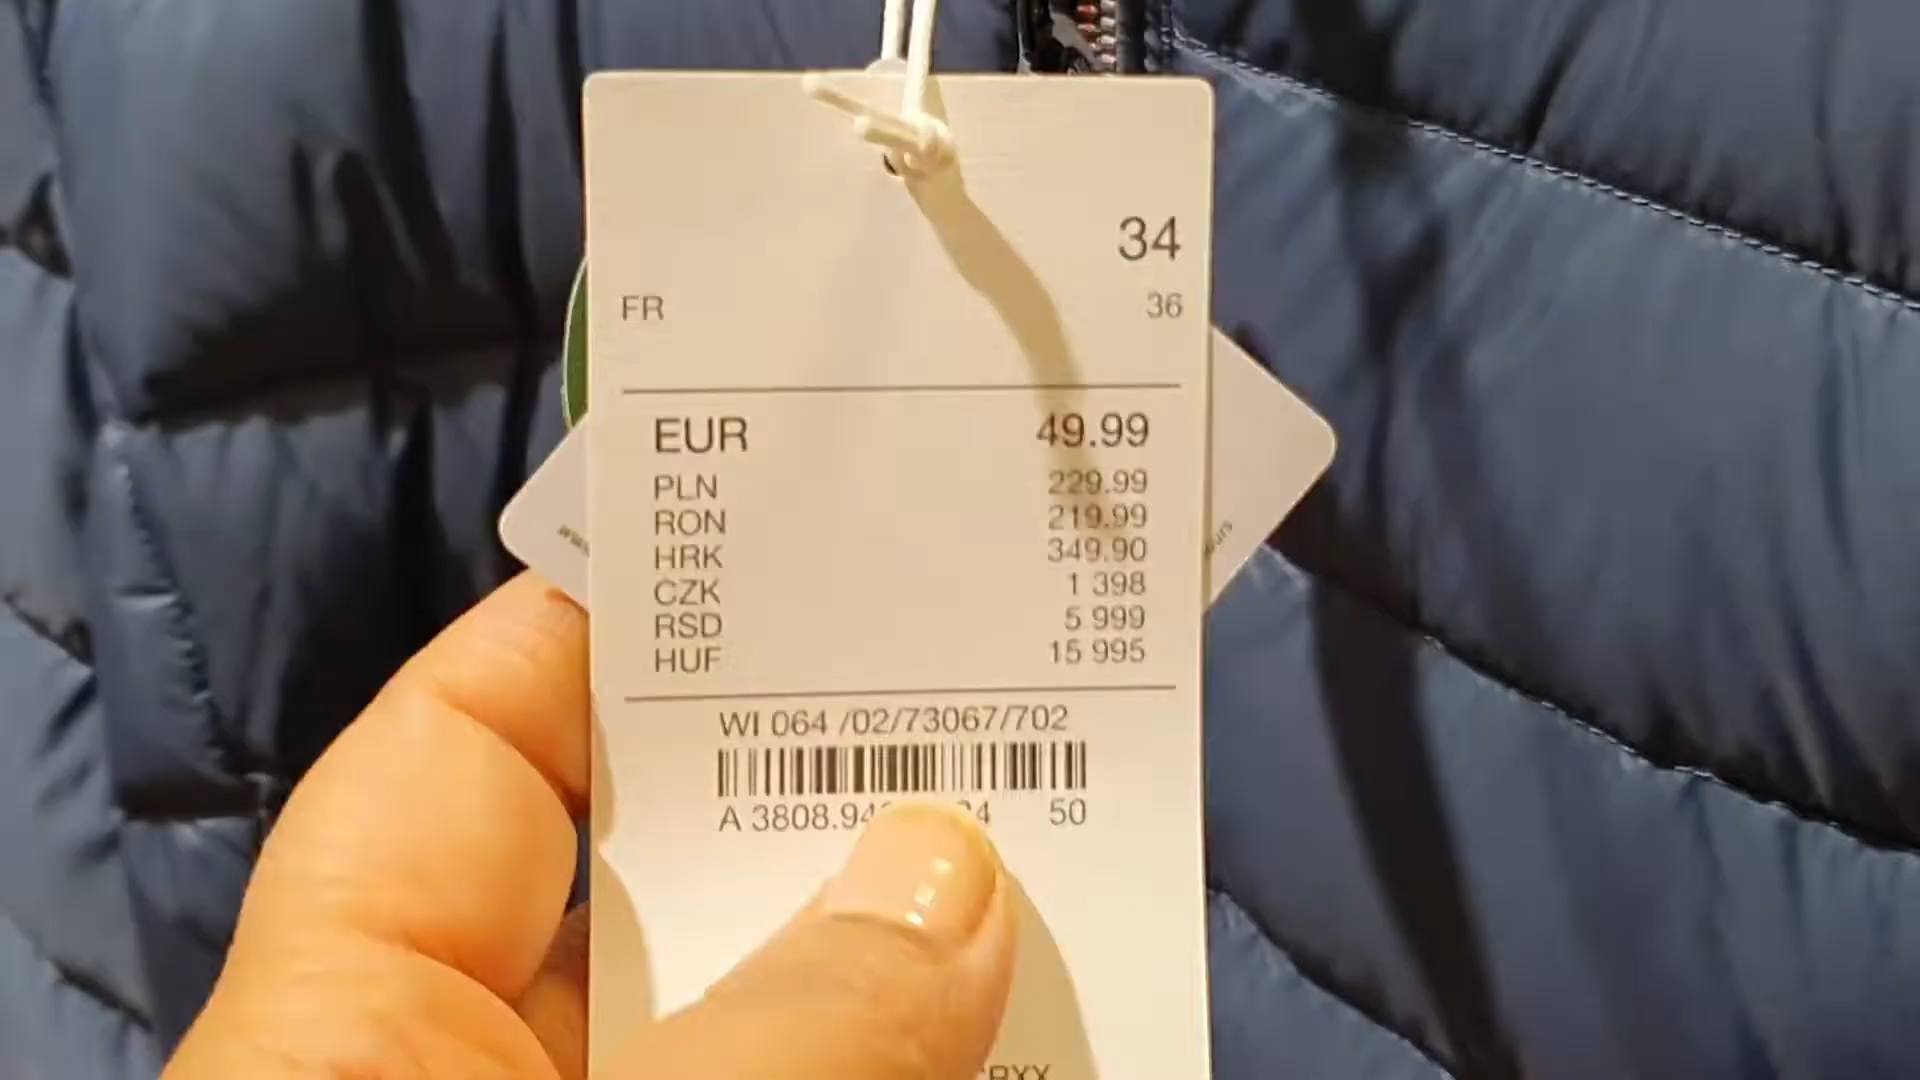 34
FR 36
EUR 49.99
PLN 229.99
RON 219.99
HRK 349.90
CZK 1 398
RSD 5 999
HUF 15 995
WI 064 /02/73067/702
A 3808.94 4 50